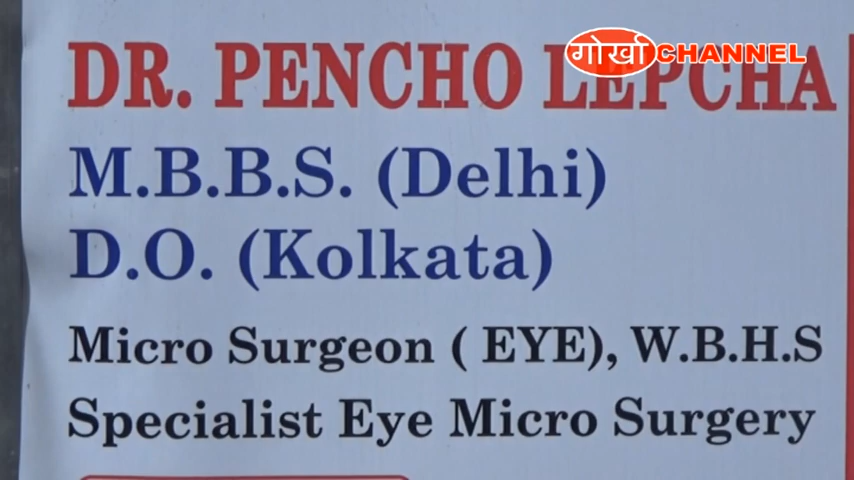 गोर्खा CHANNEL
DR. PENCHO LEPCHA
M.B.B.S. (Delhi)
D.O. (Kolkata)
Micro Surgeon ( EYE), W.B.H.S
Specialist Eye Micro Surgery